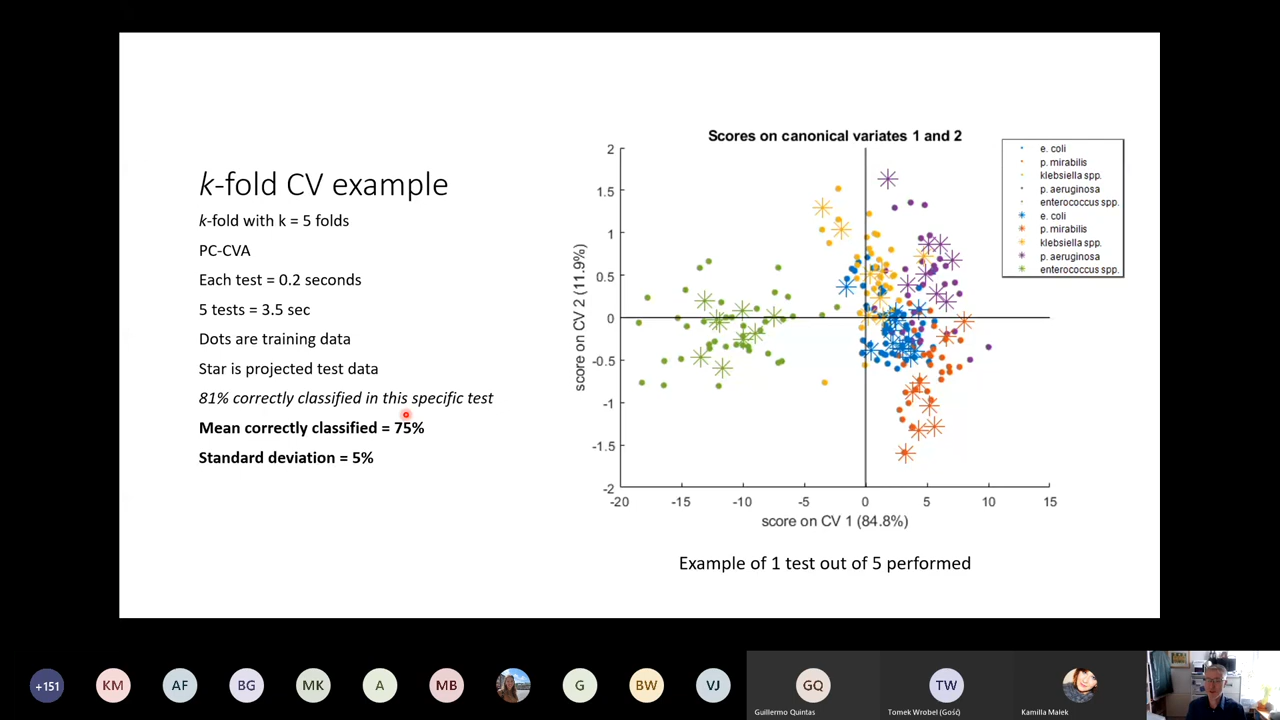 k-fold CV example
k-fold with k = 5 folds
PC-CVA
Each test = 0.2 seconds
5 tests = 3.5 sec
Dots are training data
Star is projected test data
81% correctly classified in this specific test
Mean correctly classified = 75%
Standard deviation = 5%
Scores on canonical variates 1 and 2
score on CV 2 (11.9%)
2
1.5
1
0.5
0
-0.5
-1
-1.5
-2
-20 -15 -10 -5 0 5 10 15
score on CV 1 (84.8%)
e. coli
p. mirabilis
klebsiella spp.
p. aeruginosa
enterococcus spp.
e. coli
p. mirabilis
klebsiella spp.
p. aeruginosa
enterococcus spp.
Example of 1 test out of 5 performed
+151 KM AF BG MK A MB G BW VJ GQ TW
Guillermo Quintas Tomek Wrobel (Gość) Kamilla Malek